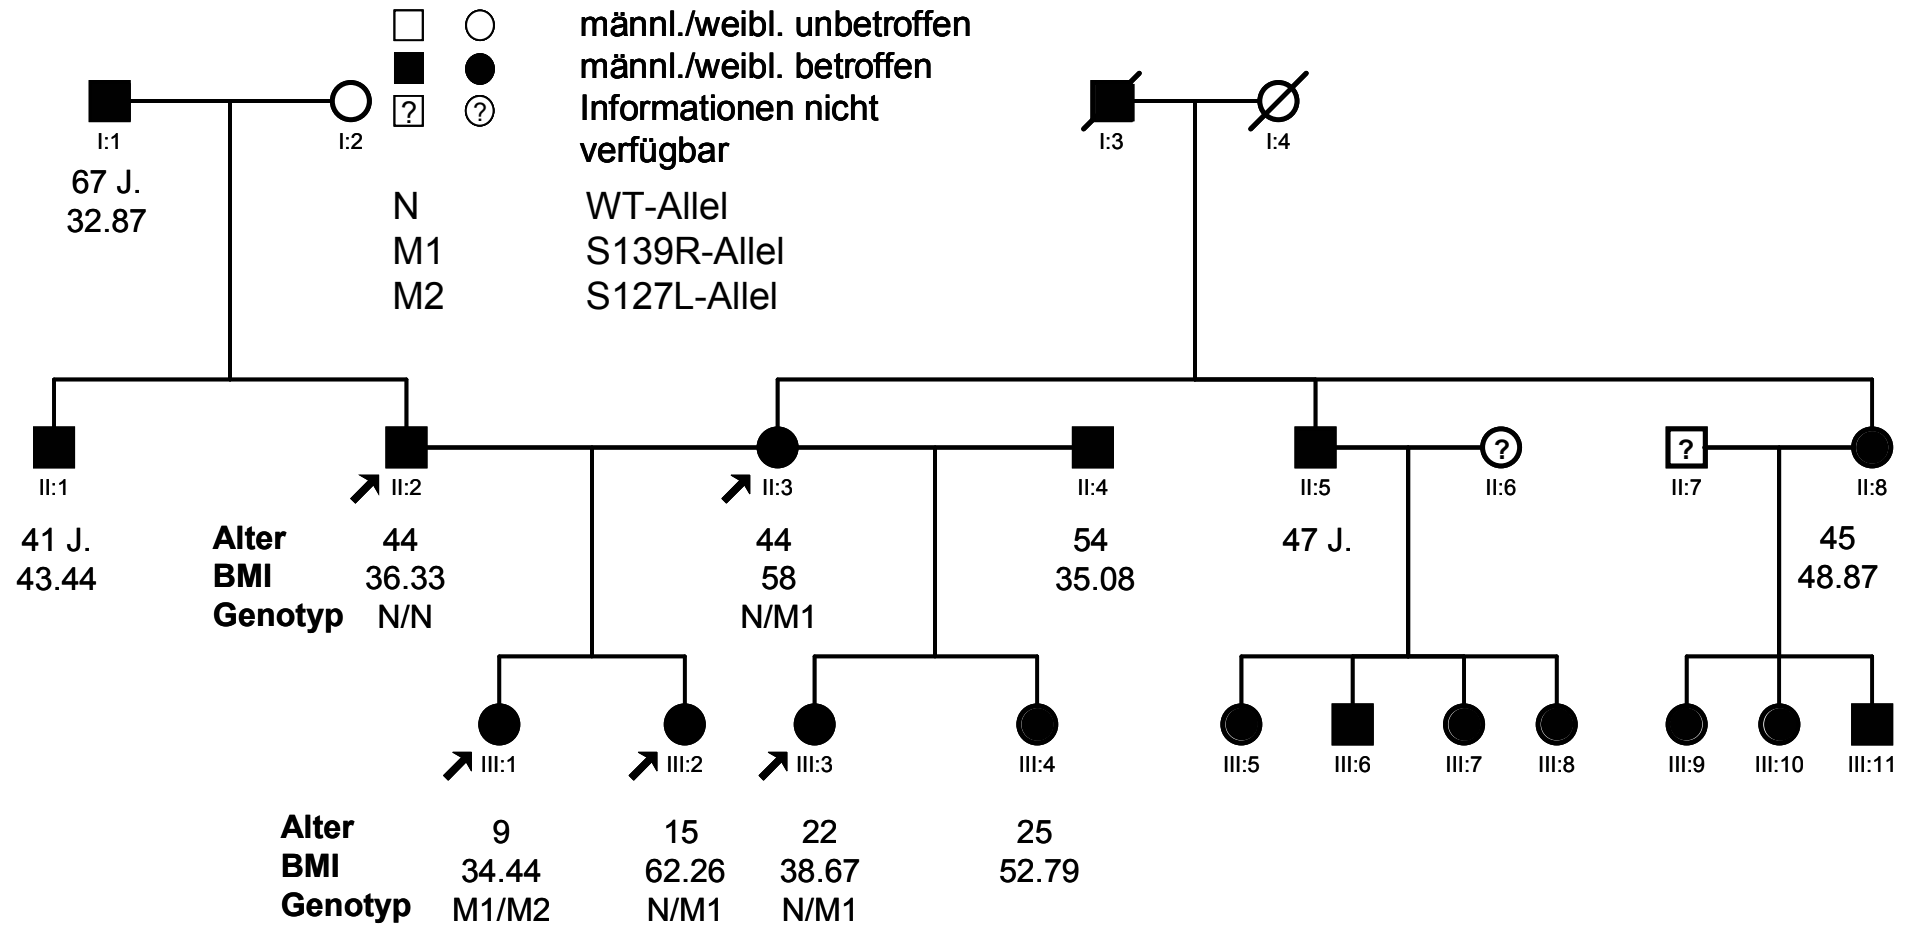 männl./weibl. unbetroffen
männl./weibl. betroffen
? ? Informationen nicht
verfügbar
N WT-Allel
M1 S139R-Allel
M2 S127L-Allel
I:1 I:2 I:3 I:4
67 J.
32.87
? ?
II:1 II:2 II:3 II:4 II:5 II:6 II:7 II:8
41 J. Alter 44 44 54 47 J. 45
43.44 BMI 36.33 58 35.08 48.87
Genotyp N/N N/M1
III:1 III:2 III:3 III:4 III:5 III:6 III:7 III:8 III:9 III:10 III:11
Alter 9 15 22 25
BMI 34.44 62.26 38.67 52.79
Genotyp M1/M2 N/M1 N/M1